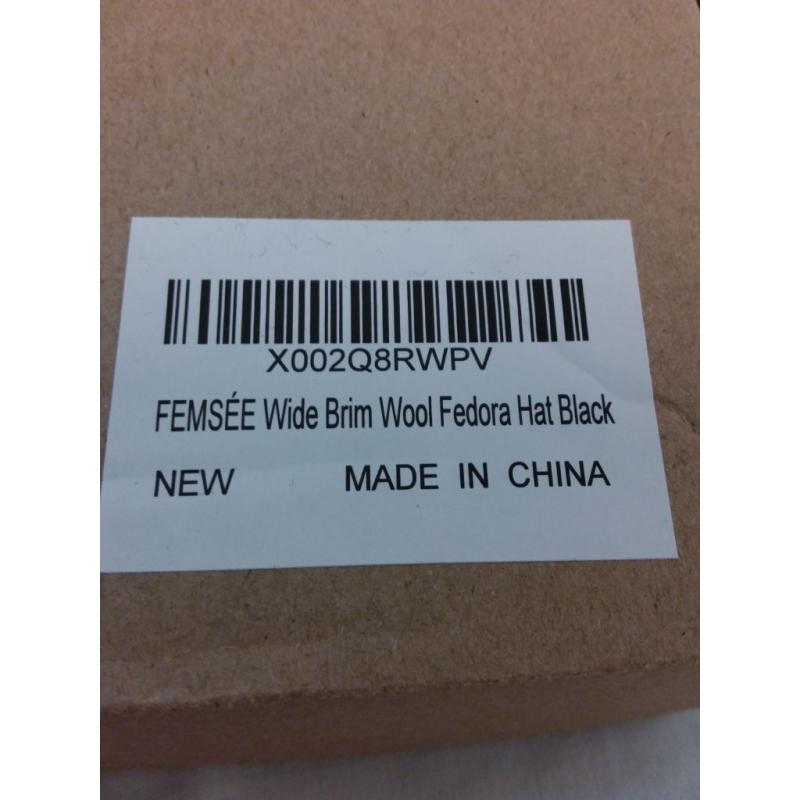 X002Q8RWPV
FEMSÉE Wide Brim Wool Fedora Hat Black
NEW MADE IN CHINA